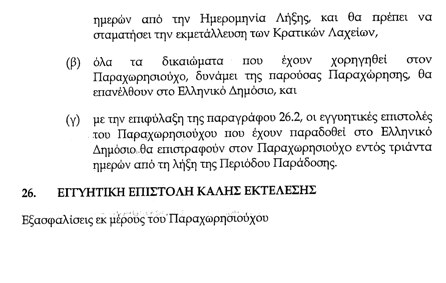 ημερών από την Ημερομηνία Λήξης, και θα πρέπει να
σταματήσει την εκμετάλλευση των Κρατικών Λαχείων,
(β) όλα τα δικαιώματα που έχουν χορηγηθεί στον
Παραχωρησιούχο, δυνάμει της παρούσας Παραχώρησης, θα
επανέλθουν στο Ελληνικό Δημόσιο, και
(γ) με την επιφύλαξη της παραγράφου 26.2, οι εγγυητικές επιστολές
του Παραχωρησιούχου που έχουν παραδοθεί στο Ελληνικό
Δημόσιο θα επιστραφούν στον Παραχωρησιούχο εντός τριάντα
ημερών από τη λήξη της Περιόδου Παράδοσης.
26. ΕΓΓΥΗΤΙΚΗ ΕΠΙΣΤΟΛΗ ΚΑΛΗΣ ΕΚΤΕΛΕΣΗΣ
Εξασφαλίσεις εκ μέρους του Παραχωρησιούχου